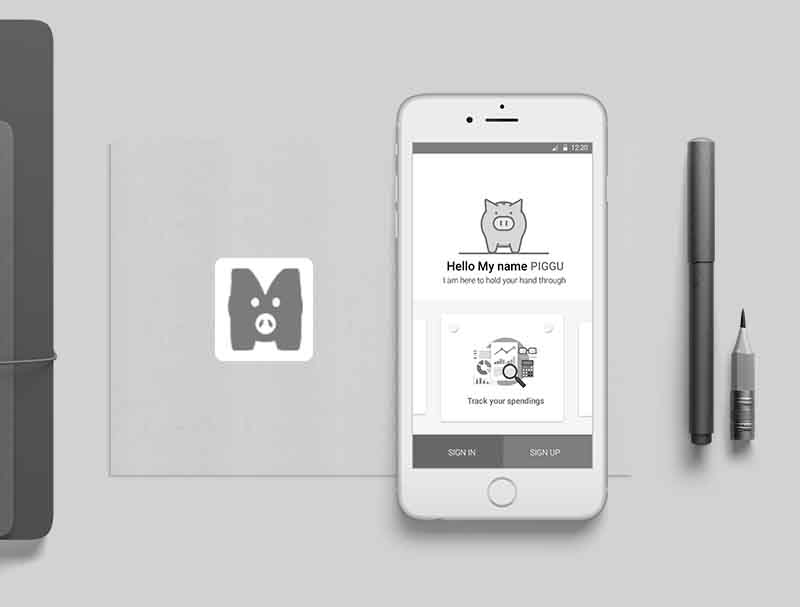 12:20
Hello My name PIGGU
I am here to hold your hand through
Track your spendings
SIGN IN
SIGN UP